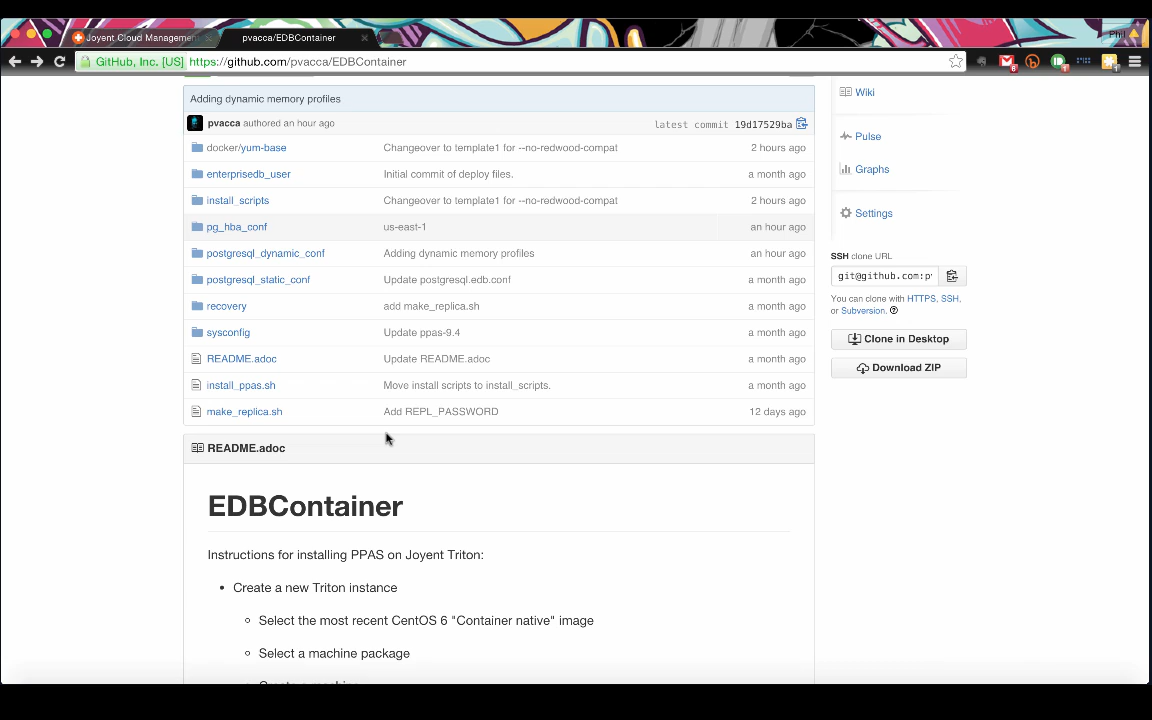 Joyent Cloud Management
pvacca/EDBContainer
Phil
GitHub, Inc. [US] https://github.com/pvacca/EDBContainer
Adding dynamic memory profiles
pvacca authored an hour ago latest commit 19d17529ba
docker/yum-base Changeover to template1 for --no-redwood-compat 2 hours ago
enterprisedb_user Initial commit of deploy files. a month ago
install_scripts Changeover to template1 for --no-redwood-compat 2 hours ago
pg_hba_conf us-east-1 an hour ago
postgresql_dynamic_conf Adding dynamic memory profiles an hour ago
postgresql_static_conf Update postgresql.edb.conf a month ago
recovery add make_replica.sh a month ago
sysconfig Update ppas-9.4 a month ago
README.adoc Update README.adoc a month ago
install_ppas.sh Move install scripts to install_scripts. a month ago
make_replica.sh Add REPL_PASSWORD 12 days ago
README.adoc
EDBContainer
Instructions for installing PPAS on Joyent Triton:
• Create a new Triton instance
Select the most recent CentOS 6 "Container native" image
Select a machine package
Create a machine
Wiki
Pulse
Graphs
Settings
SSH clone URL
git@github.com:p
You can clone with HTTPS, SSH,
or Subversion.
Clone in Desktop
Download ZIP